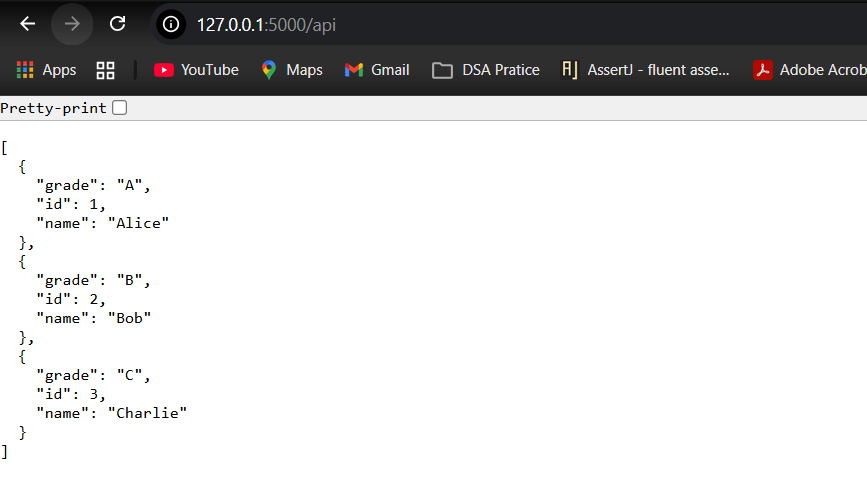 127.0.0.1:5000/api
Apps YouTube Maps Gmail DSA Pratice AssertJ - fluent asse... Adobe Acrob
Pretty-print
[
  {
    "grade": "A",
    "id": 1,
    "name": "Alice"
  },
  {
    "grade": "B",
    "id": 2,
    "name": "Bob"
  },
  {
    "grade": "C",
    "id": 3,
    "name": "Charlie"
  }
]